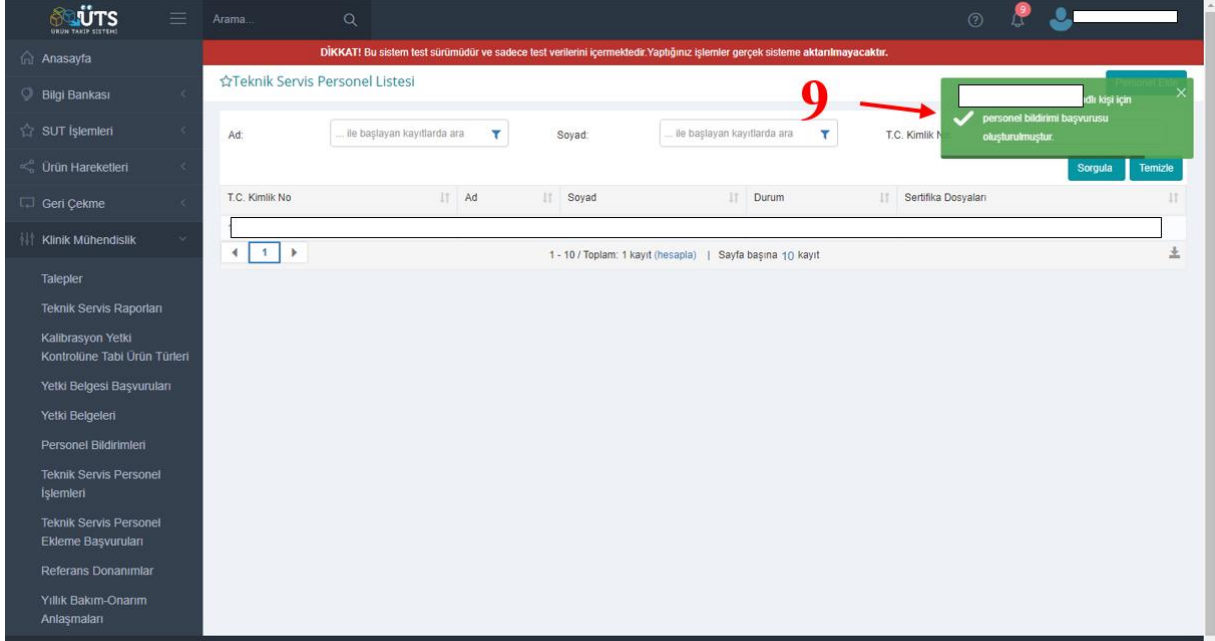 ÜTS
ÜRÜN TAKİP SİSTEMİ
Arama...
9
DİKKAT! Bu sistem test sürümüdür ve sadece test verilerini içermektedir.Yaptığınız işlemler gerçek sisteme aktarılmayacaktır.
Anasayfa
Bilgi Bankası
SUT İşlemleri
Ürün Hareketleri
Geri Çekme
Klinik Mühendislik
Talepler
Teknik Servis Raporları
Kalibrasyon Yetki
Kontrolüne Tabi Ürün Türleri
Yetki Belgesi Başvuruları
Yetki Belgeleri
Personel Bildirimleri
Teknik Servis Personel
İşlemleri
Teknik Servis Personel
Ekleme Başvuruları
Referans Donanımlar
Yıllık Bakım-Onarım
Anlaşmaları
Teknik Servis Personel Listesi
9
Personel Ekle
adlı kişi için
personel bildirimi başvurusu
oluşturulmuştur.
Ad: ... ile başlayan kayıtlarda ara Soyad: ... ile başlayan kayıtlarda ara T.C. Kimlik
Sorgula Temizle
T.C. Kimlik No Ad Soyad Durum Sertifika Dosyaları
1 1 - 10 / Toplam: 1 kayıt (hesapla) | Sayfa başına 10 kayıt